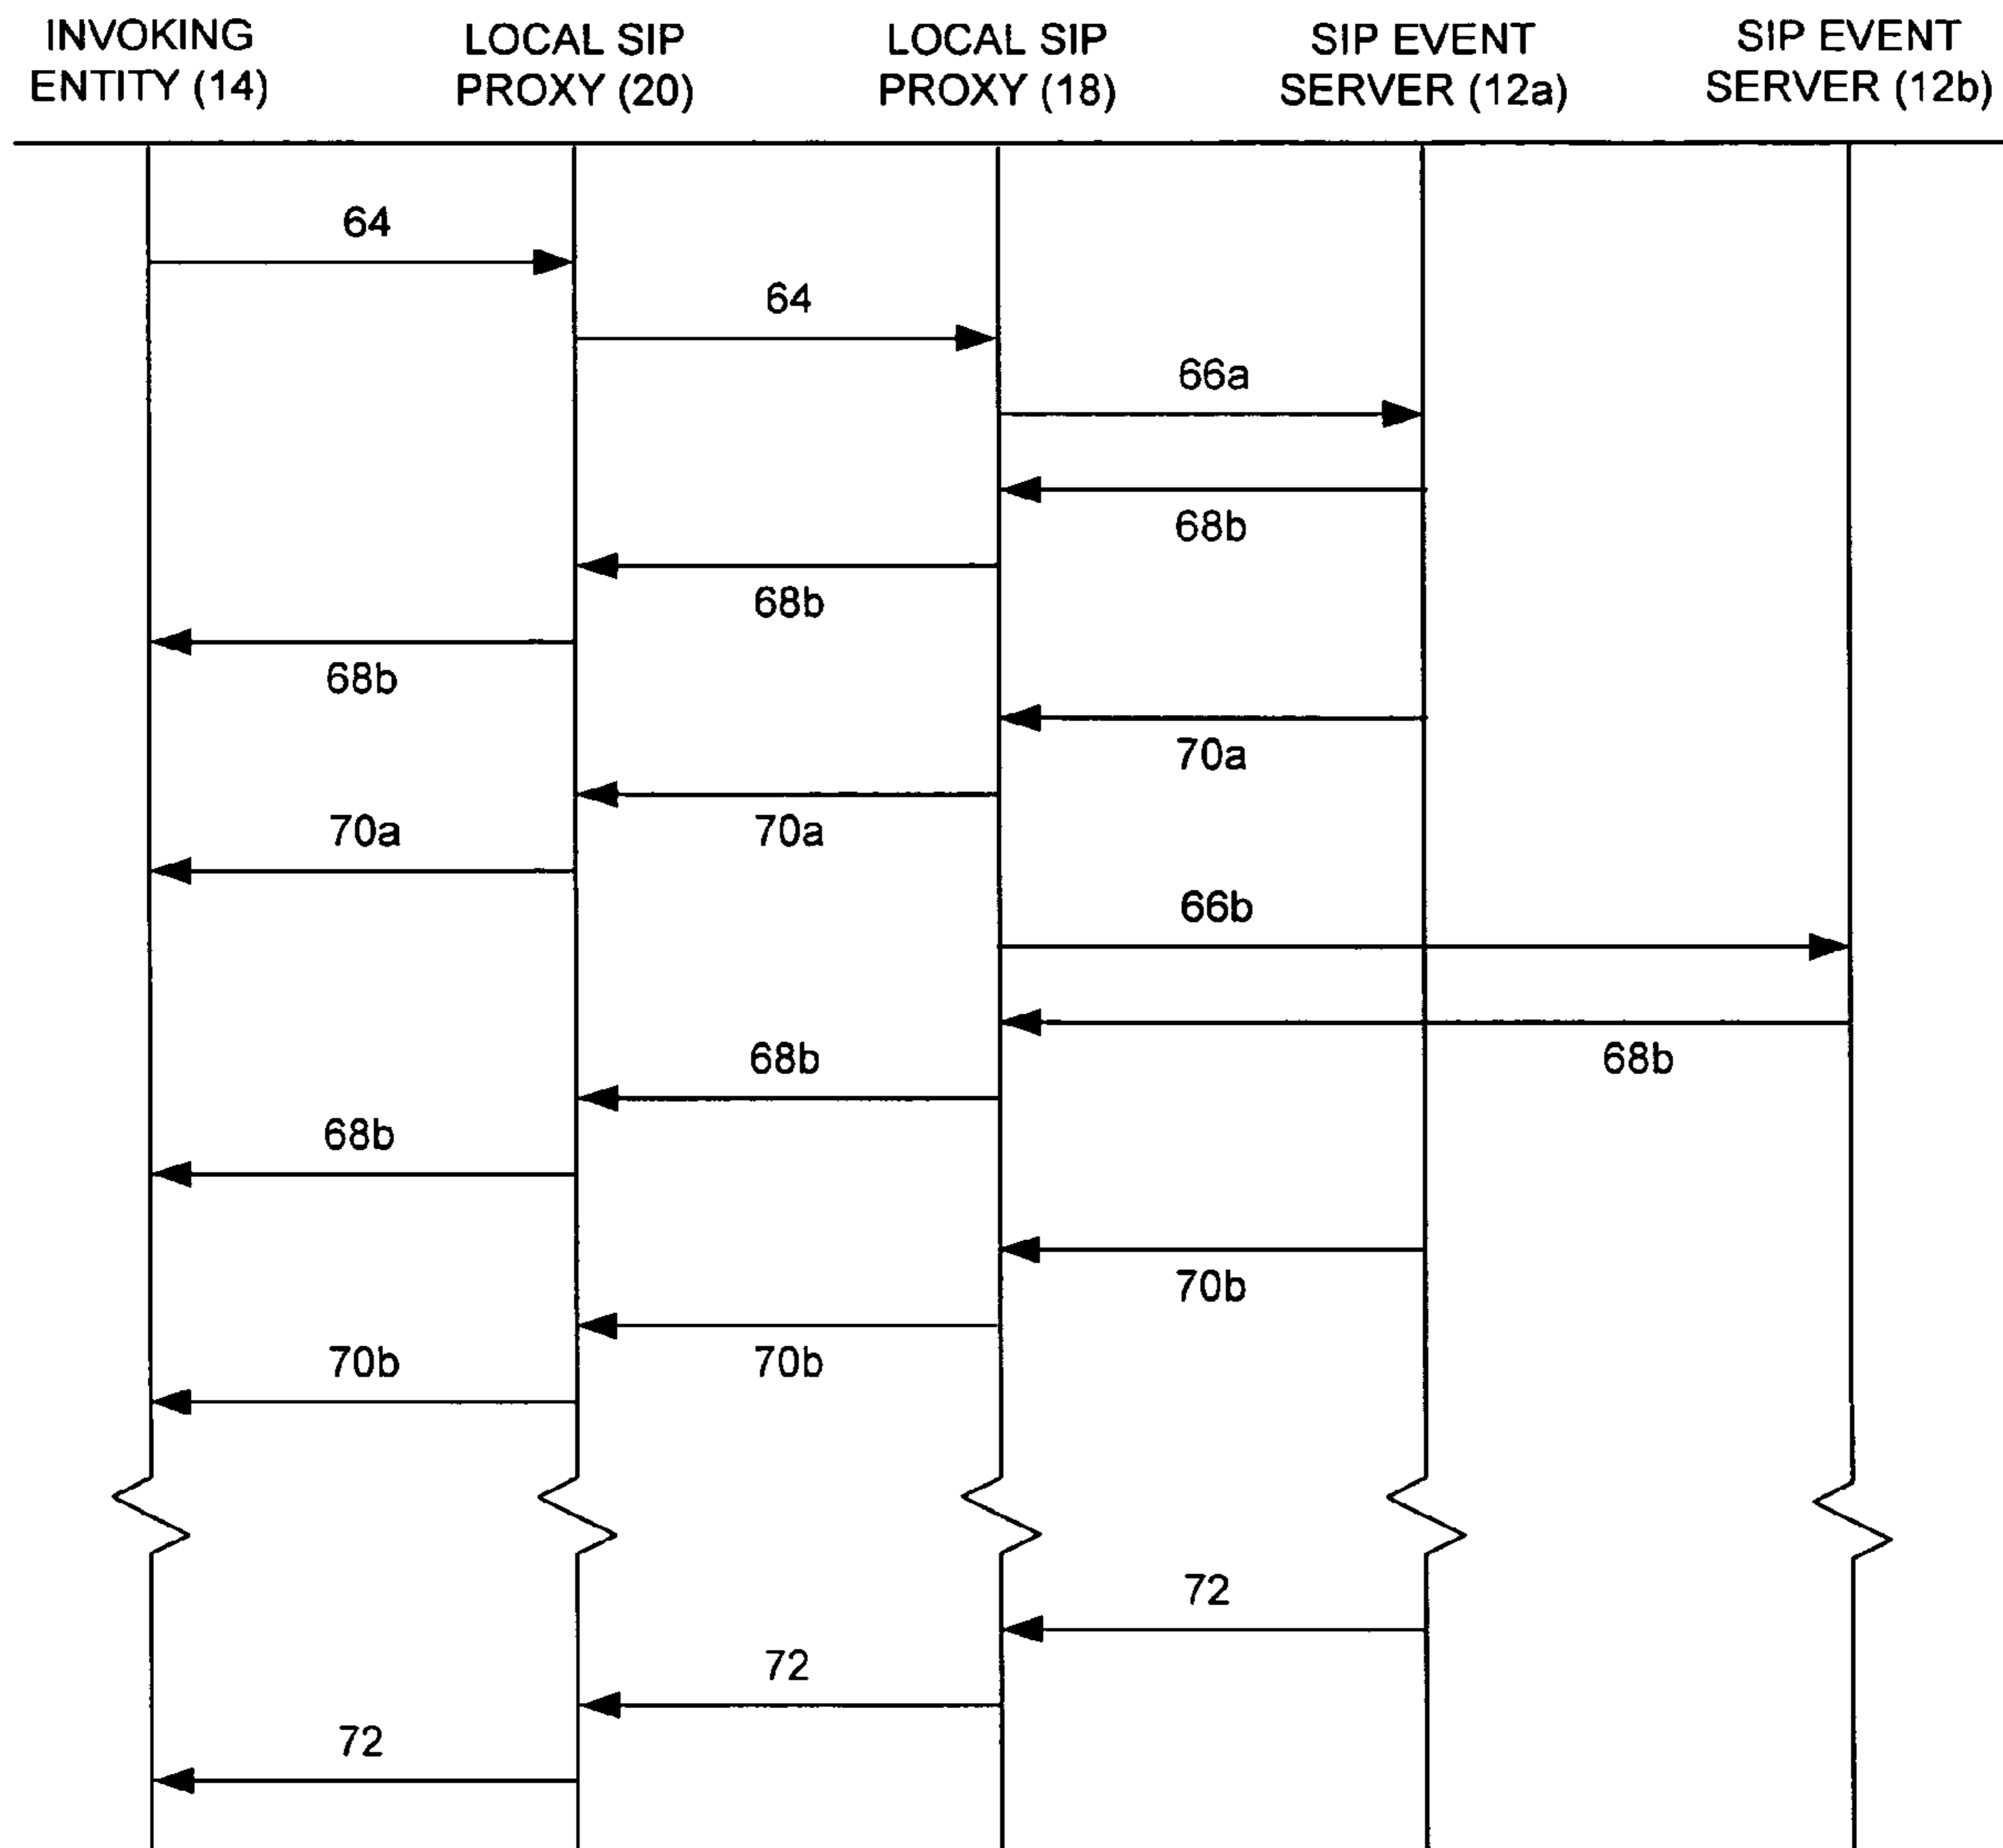 INVOKING
ENTITY (14)
LOCAL SIP
PROXY (20)
LOCAL SIP
PROXY (18)
SIP EVENT
SERVER (12a)
SIP EVENT
SERVER (12b)
64
64
66a
68b
68b
68b
70a
70a
70a
66b
68b
68b
68b
70b
70b
70b
72
72
72